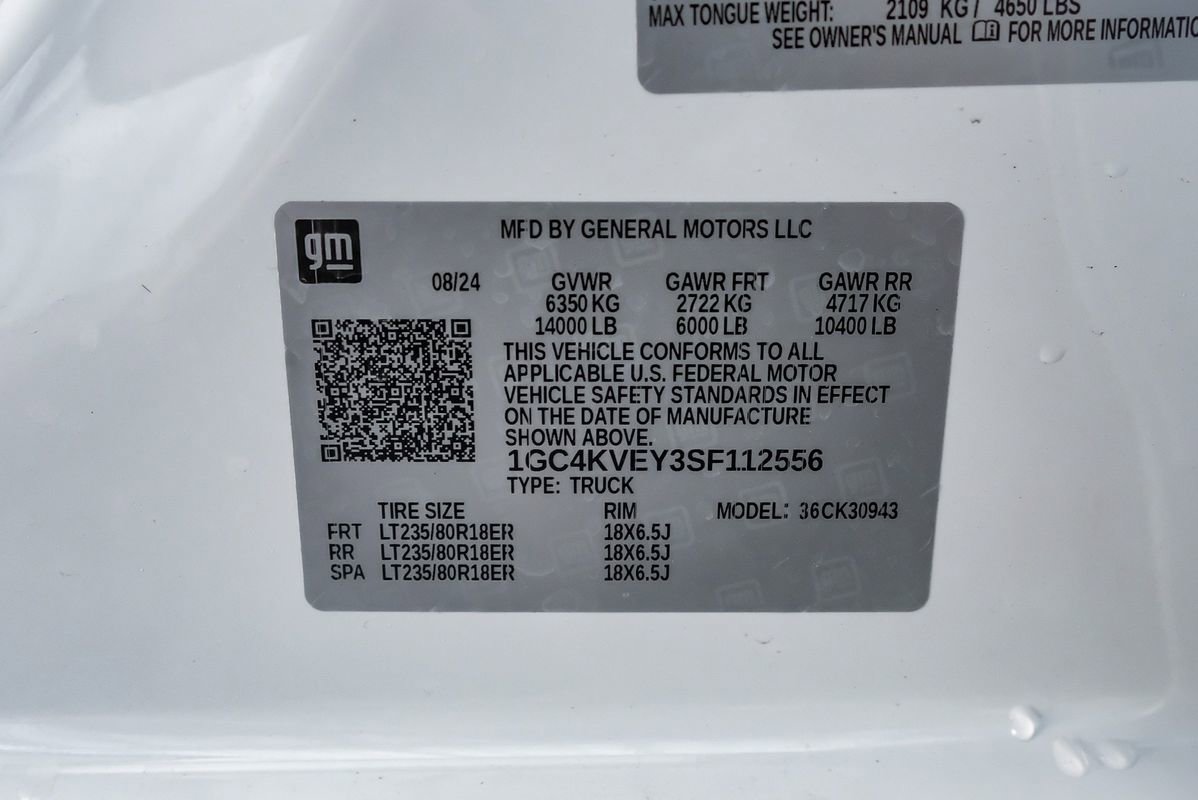 MAX TONGUE WEIGHT: 2109 KG / 4650 LBS
SEE OWNER'S MANUAL FOR MORE INFORMATIO
gm
MFD BY GENERAL MOTORS LLC
08/24 GVWR GAWR FRT GAWR RR
6350 KG 2722 KG 4717 KG
14000 LB 6000 LB 10400 LB
THIS VEHICLE CONFORMS TO ALL
APPLICABLE U.S. FEDERAL MOTOR
VEHICLE SAFETY STANDARDS IN EFFECT
ON THE DATE OF MANUFACTURE
SHOWN ABOVE.
1GC4KVEY3SF112556
TYPE: TRUCK
TIRE SIZE RIM MODEL: 36CK30943
FRT LT235/80R18ER 18X6.5J
RR LT235/80R18ER 18X6.5J
SPA LT235/80R18ER 18X6.5J